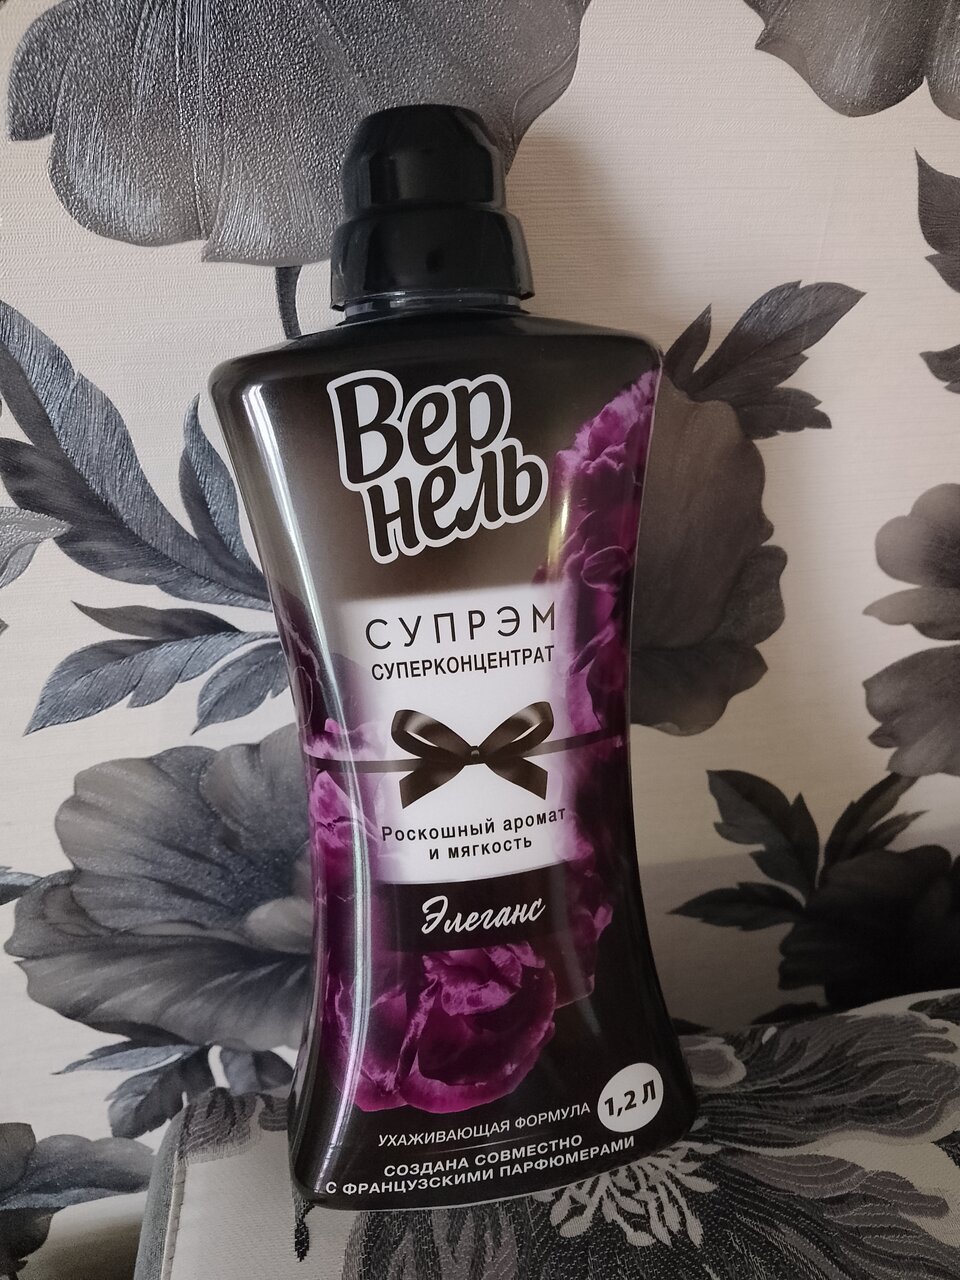 Вер
нель
СУПРЭМ
СУПЕРКОНЦЕНТРАТ
Роскошный аромат
и мягкость
Элеганс
1,2 Л
УХАЖИВАЮЩАЯ ФОРМУЛА
СОЗДАНА СОВМЕСТНО
С ФРАНЦУЗСКИМИ ПАРФЮМЕРАМИ